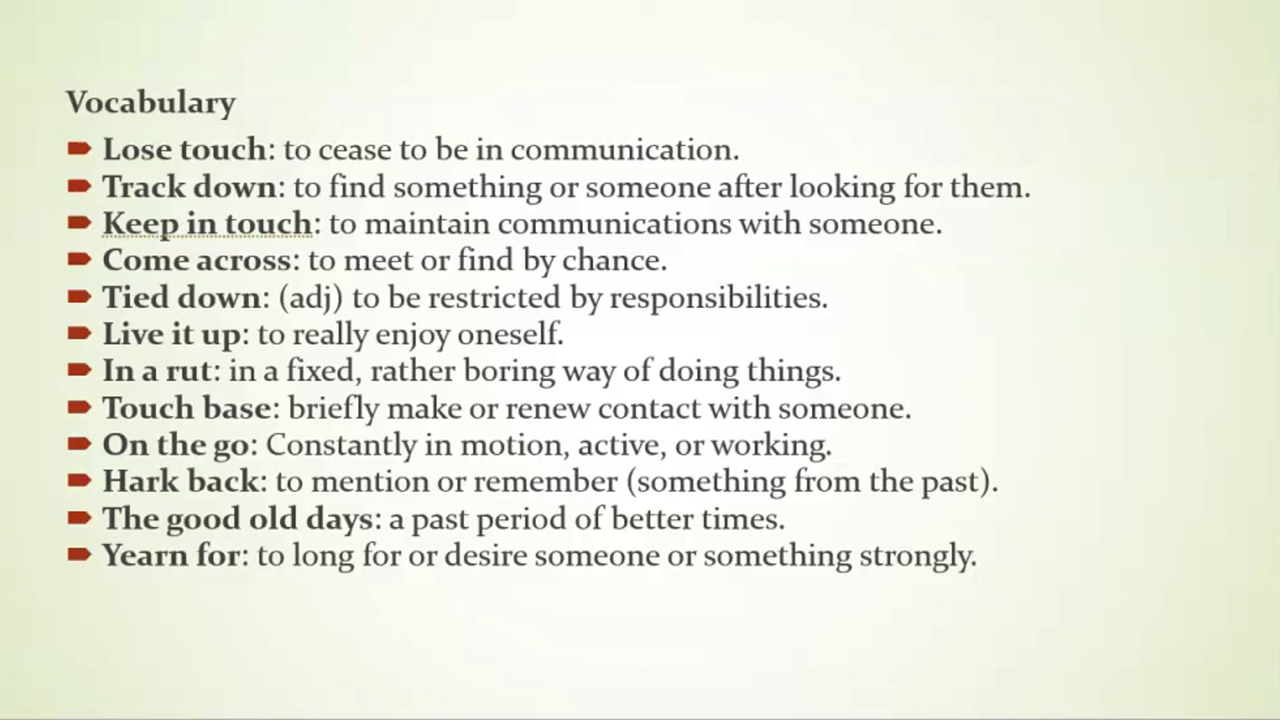 Vocabulary
Lose touch: to cease to be in communication.
Track down: to find something or someone after looking for them.
Keep in touch: to maintain communications with someone.
Come across: to meet or find by chance.
Tied down: (adj) to be restricted by responsibilities.
Live it up: to really enjoy oneself.
In a rut: in a fixed, rather boring way of doing things.
Touch base: briefly make or renew contact with someone.
On the go: Constantly in motion, active, or working.
Hark back: to mention or remember (something from the past).
The good old days: a past period of better times.
Yearn for: to long for or desire someone or something strongly.